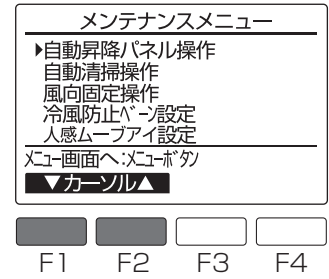 メンテナンスメニュー
▶自動昇降パネル操作
自動清掃操作
風向固定操作
冷風防止ベーン設定
人感ムーブアイ設定
メニュー画面へ:メニューボタン
▼カーソル▲
F1 F2 F3 F4